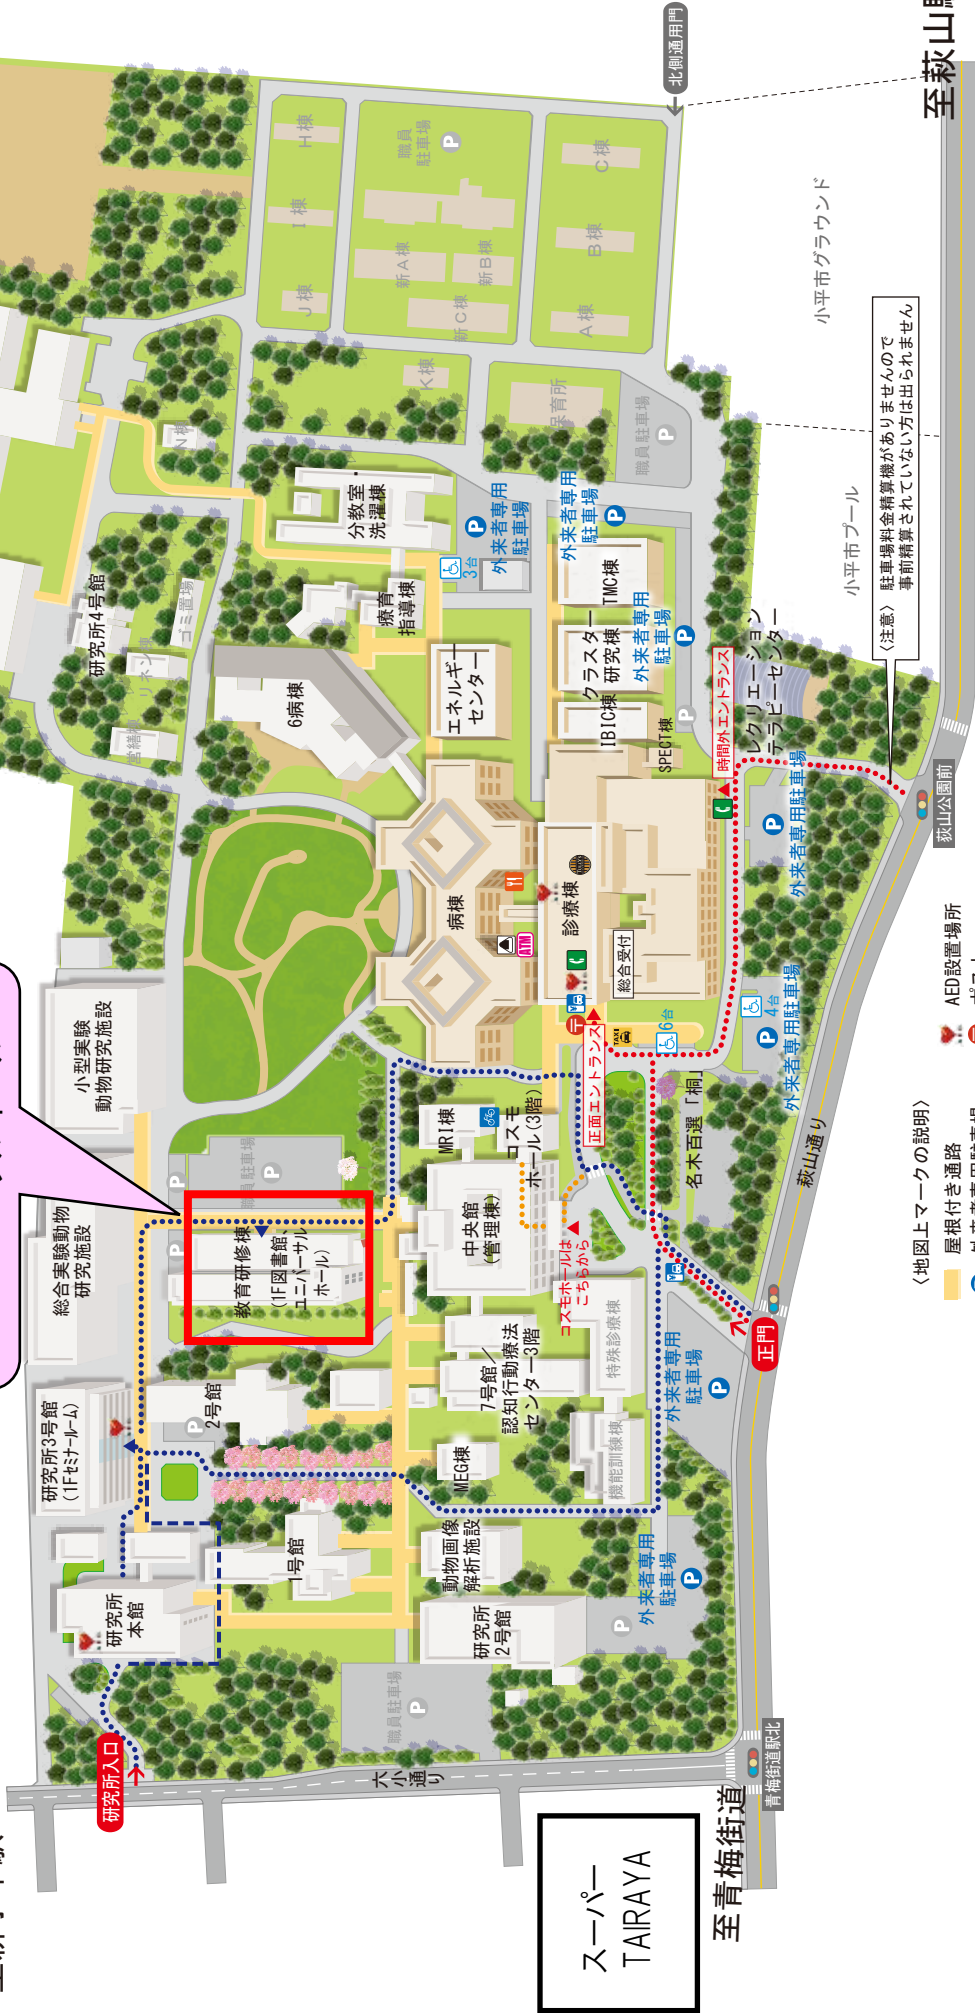 至萩山
北側通用門
小平市グラウンド
小平市プール
〈注意〉 駐車場料金精算機がありませんので
事前精算されていない方は出られません
H棟
I棟
J棟
職員
駐車場
P
新A棟
新B棟
新C棟
C棟
B棟
A棟
K棟
保育所
職員駐車場
P
N棟
分教室
洗濯棟
P
外来者専用
駐車場
3台
外来者専用
駐車場
P
研究所4号館
ゴミ置場
リネン棟
営繕棟
療育
指導棟
6病棟
エネルギー
センター
TMC棟
クラスター
研究棟
IBIC棟
外来者専用
駐車場
P
SPECT棟
P
時間外エントランス
レクリエーション
テラピーセンター
荻山公園前
P
外来者専用駐車場
病棟
ATM
診療棟
総合受付
正面エントランス
TAXI
6台
4台
P
外来者専用駐車場
名木百選「桐」
萩山通り
小型実験
動物研究施設
職員駐車場
P
P
総合実験動物
研究施設
教育研修棟
(1F図書館・
ユニバーサル
ホール)
P
MRI棟
コスモ
ホール(3階)
中央館
(管理棟)
コスモホールは
こちらから
7号館／
認知行動療法
センター3階
特殊診療棟
機能訓練棟
MEG棟
外来者専用
駐車場
P
正門
研究所3号館
(1Fセミナールーム)
2号館
P
1号館
研究所
本館
動物画像
解析施設
研究所
2号館
外来者専用
駐車場
P
P
職員駐車場
P
研究所入口
六小通り
青梅街道駅北
至青梅街道
スーパー
TAIRAYA
〈地図上マークの説明〉
屋根付き通路
AED設置場所